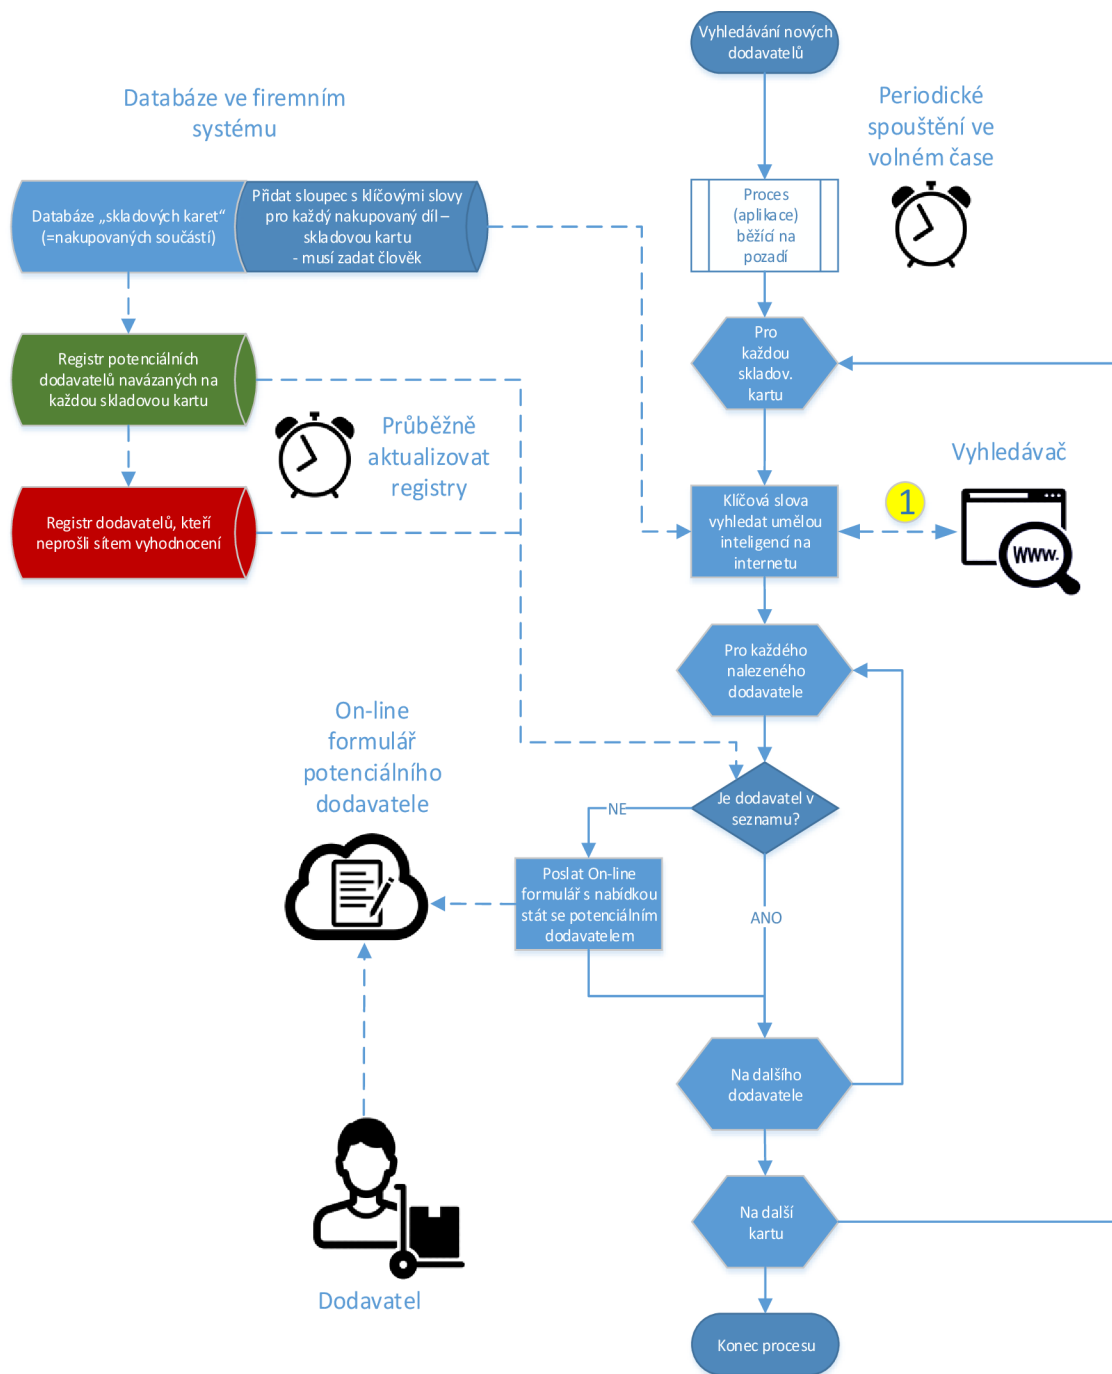 Vyhledávání nových
dodavatelů
Databáze ve firemním
systému
Periodické
spouštění ve
volném čase
Databáze „skladových karet“
(=nakupovaných součástí)
Přidat sloupec s klíčovými slovy
pro každý nakupovaný díl –
skladovou kartu
- musí zadat člověk
Proces
(aplikace)
běžící na
pozadí
Registr potenciálních
dodavatelů navázaných na
každou skladovou kartu
Pro
každou
skladov.
kartu
Průběžně
aktualizovat
registry
Vyhledávač
Registr dodavatelů, kteří
neprošli sítem vyhodnocení
Klíčová slova
vyhledat umělou
inteligencí na
internetu
1
www.
Pro každého
nalezeného
dodavatele
On-line
formulář
potenciálního
dodavatele
Je dodavatel v
seznamu?
NE
Poslat On-line
formulář s nabídkou
stát se potenciálním
dodavatelem
ANO
Na dalšího
dodavatele
Na další
kartu
Dodavatel
Konec procesu